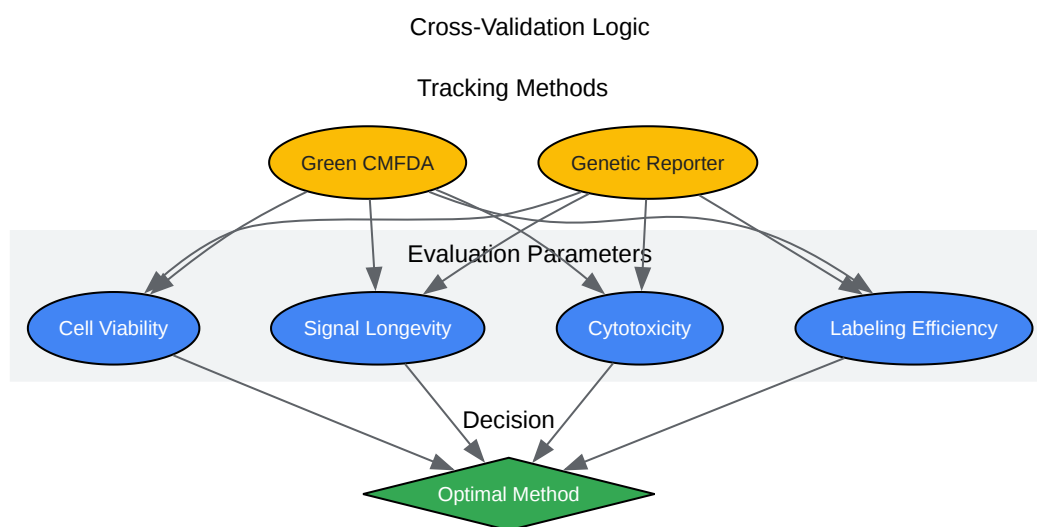 Cross-Validation Logic
Tracking Methods
Green CMFDA
Genetic Reporter
Evaluation Parameters
Cell Viability
Signal Longevity
Cytotoxicity
Labeling Efficiency
Decision
Optimal Method